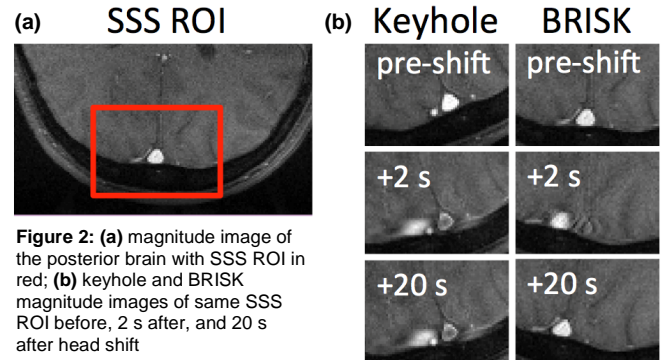 (a) SSS ROI
Figure 2: (a) magnitude image of
the posterior brain with SSS ROI in
red; (b) keyhole and BRISK
magnitude images of same SSS
ROI before, 2 s after, and 20 s
after head shift
(b) Keyhole BRISK
pre-shift pre-shift
+2 s +2 s
+20 s +20 s